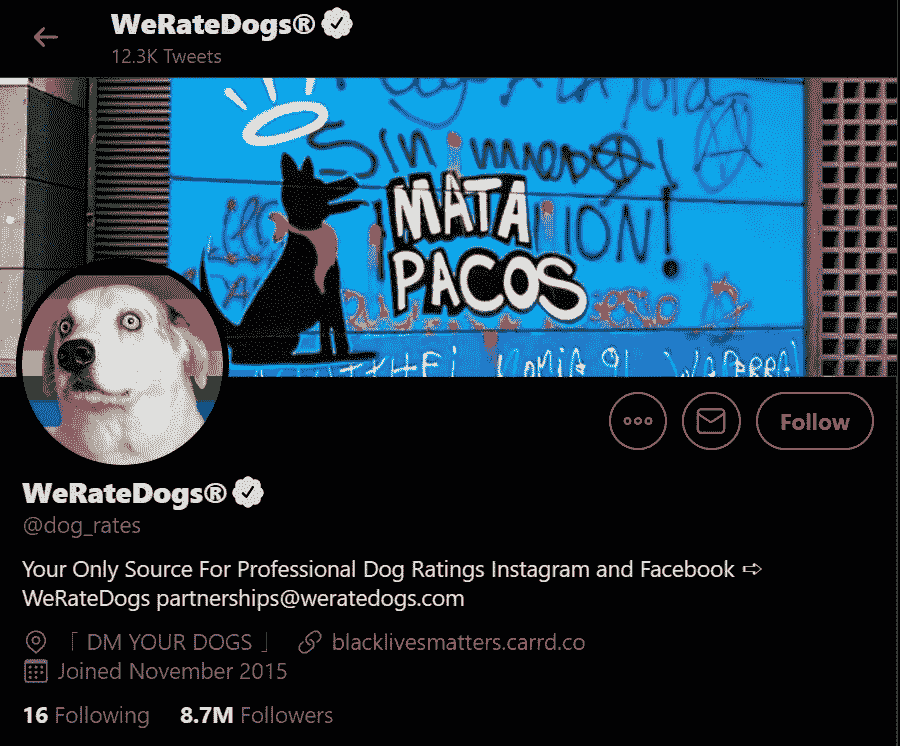 WeRateDogs®
12.3K Tweets
Sin miedo
MATA
PACOS
ION!
WeRateDogs®
@dog_rates
Your Only Source For Professional Dog Ratings Instagram and Facebook ➪
WeRateDogs partnerships@weratedogs.com
「 DM YOUR DOGS 」 blacklivesmatters.carrd.co
Joined November 2015
16 Following 8.7M Followers
Follow